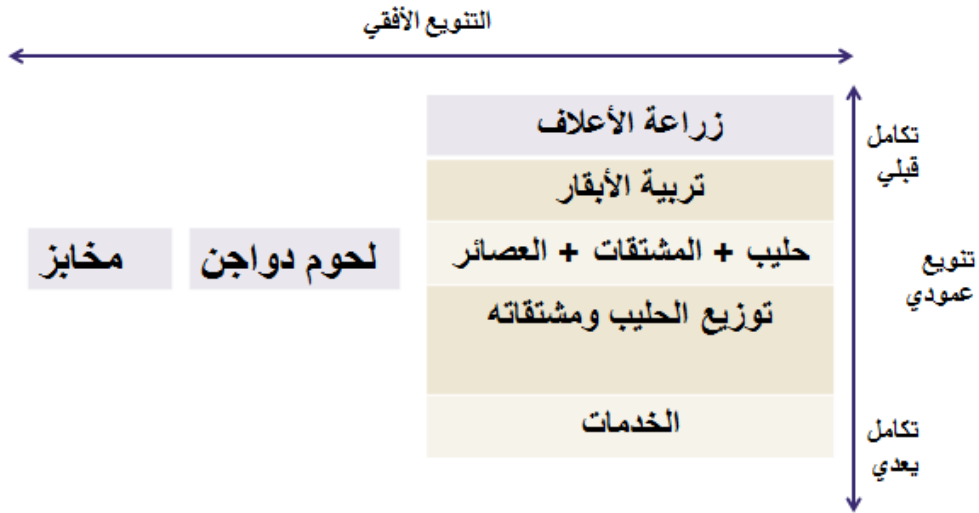 التنويع الأفقي
زراعة الأعلاف
تكامل
قبلي
تربية الأبقار
حليب + المشتقات + العصائر
لحوم دواجن
مخابز
تنويع
عمودي
توزيع الحليب ومشتقاته
الخدمات
تكامل
يعدي